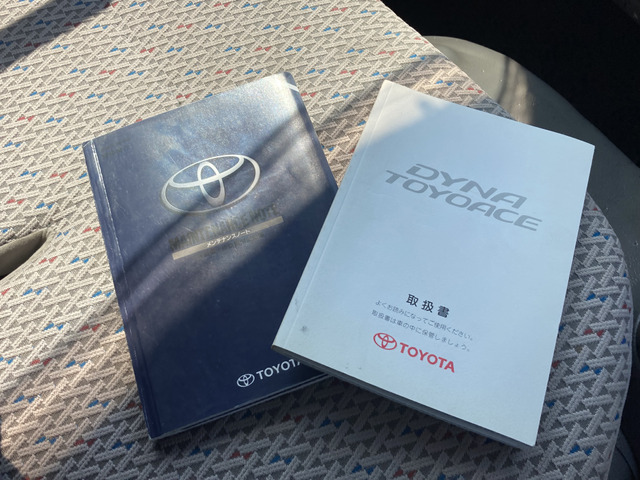 MAINTENANCE NOTE
メンテナンスノート
TOYOTA
DYNA
TOYOACE
取扱書
よくお読みになってご使用ください。
取扱書は車の中に保管しましょう。
TOYOTA